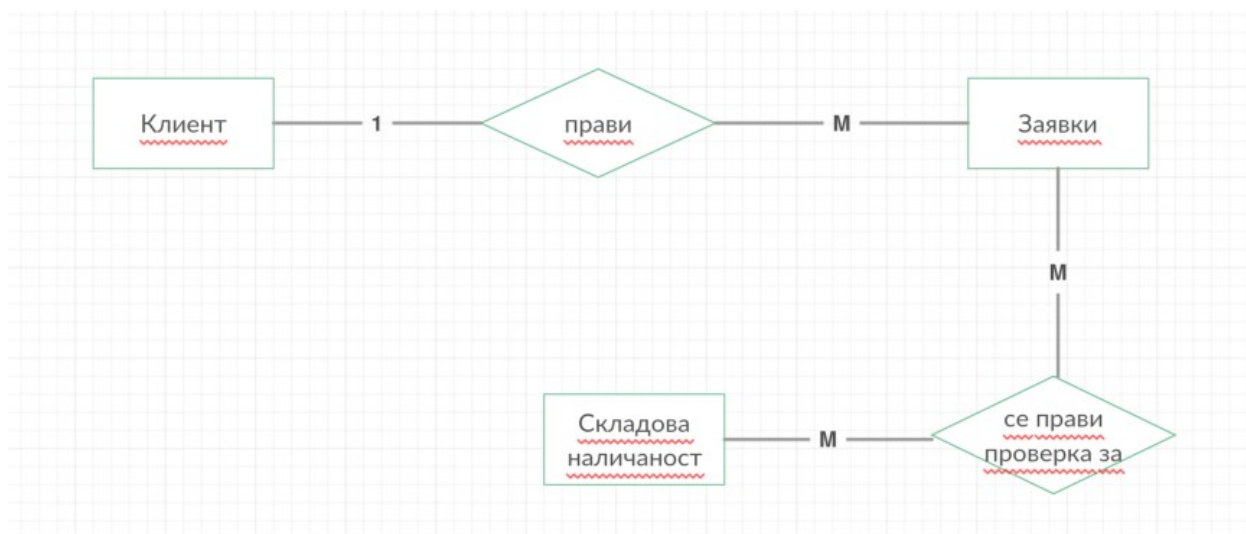 Клиент
1
прави
M
Заявки
M
се прави
проверка за
M
Складова
наличаност